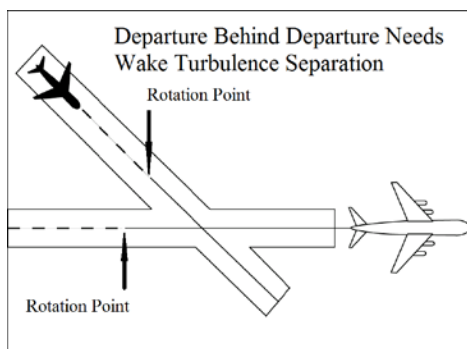 Departure Behind Departure Needs
Wake Turbulence Separation
Rotation Point
Rotation Point